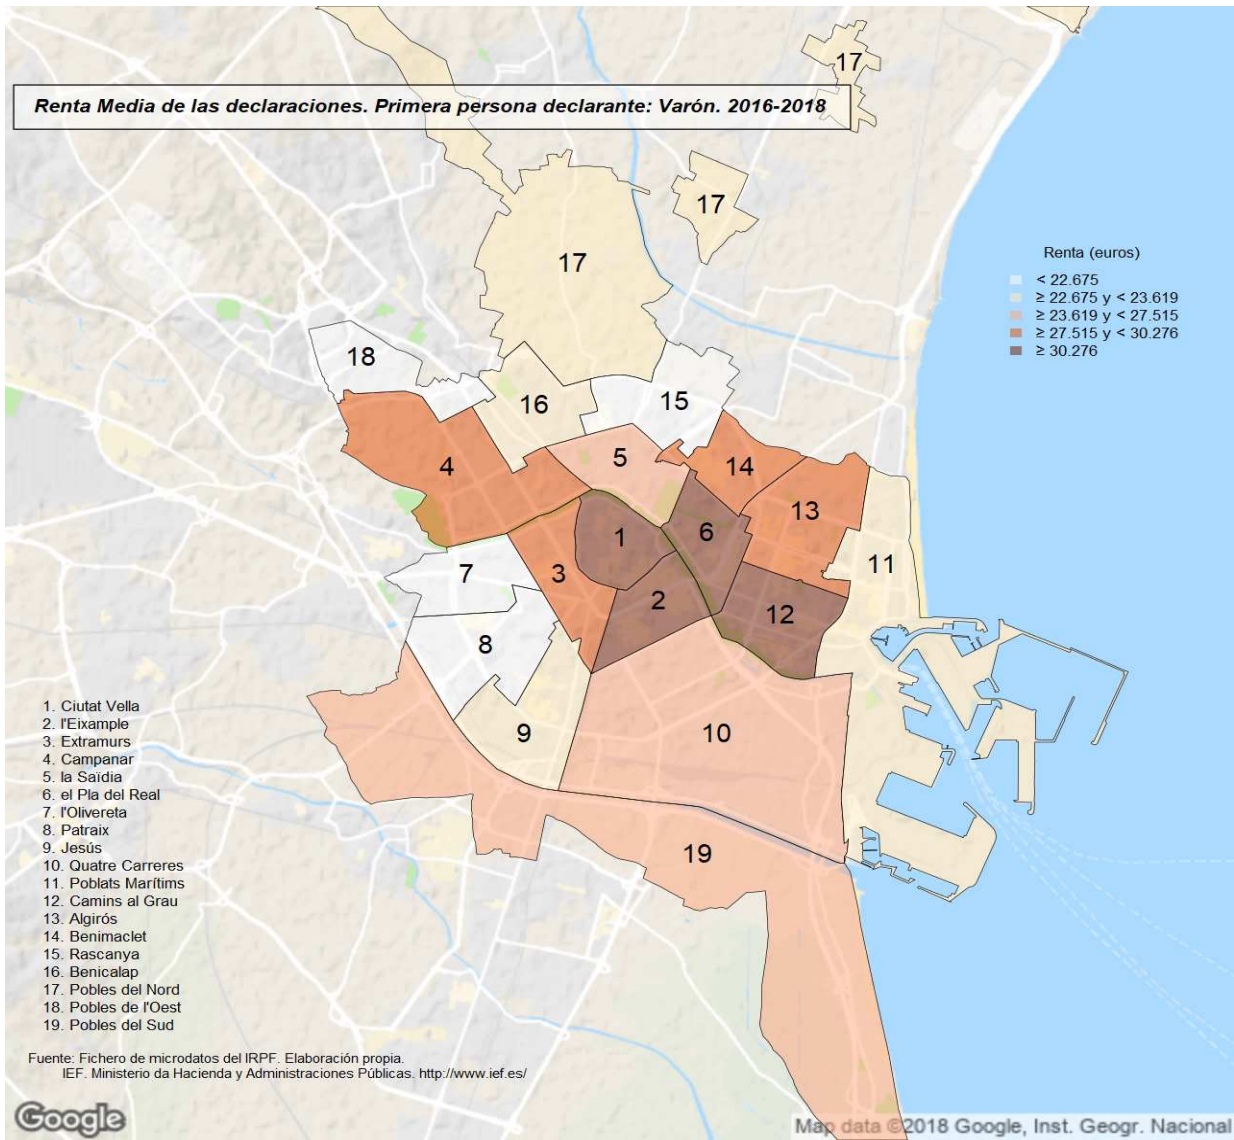 17
Renta Media de las declaraciones. Primera persona declarante: Varón. 2016-2018
17
17
Renta (euros)
< 22.675
≥ 22.675 y < 23.619
≥ 23.619 y < 27.515
≥ 27.515 y < 30.276
≥ 30.276
18
16
15
5
4
14
13
1
6
11
7
3
2
12
8
9
10
19
1. Ciutat Vella
2. l'Eixample
3. Extramurs
4. Campanar
5. la Saïdia
6. el Pla del Real
7. l'Olivereta
8. Patraix
9. Jesús
10. Quatre Carreres
11. Poblats Marítims
12. Camins al Grau
13. Algirós
14. Benimaclet
15. Rascanya
16. Benicalap
17. Pobles del Nord
18. Pobles de l'Oest
19. Pobles del Sud
Fuente: Fichero de microdatos del IRPF. Elaboración propia.
IEF. Ministerio da Hacienda y Administraciones Públicas. http://www.ief.es/
Google
Map data ©2018 Google, Inst. Geogr. Nacional